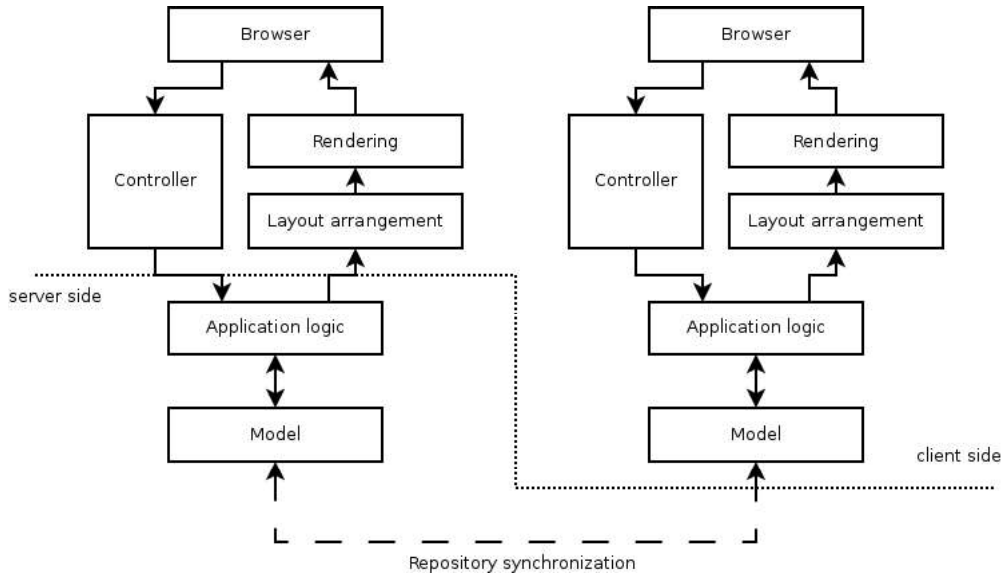 Browser
Browser
Rendering
Rendering
Controller
Controller
Layout arrangement
Layout arrangement
server side
Application logic
Application logic
Model
Model
client side
Repository synchronization